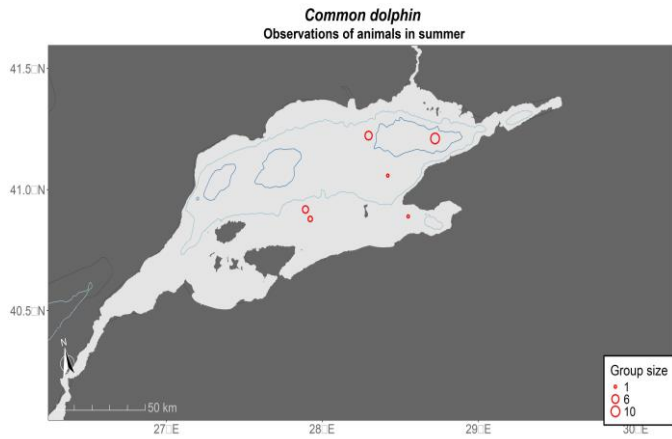 Common dolphin
Observations of animals in summer
41.5□N
41.0□N
40.5□N
N
50 km
27□E
28□E
29□E
30□E
Group size
1
6
10